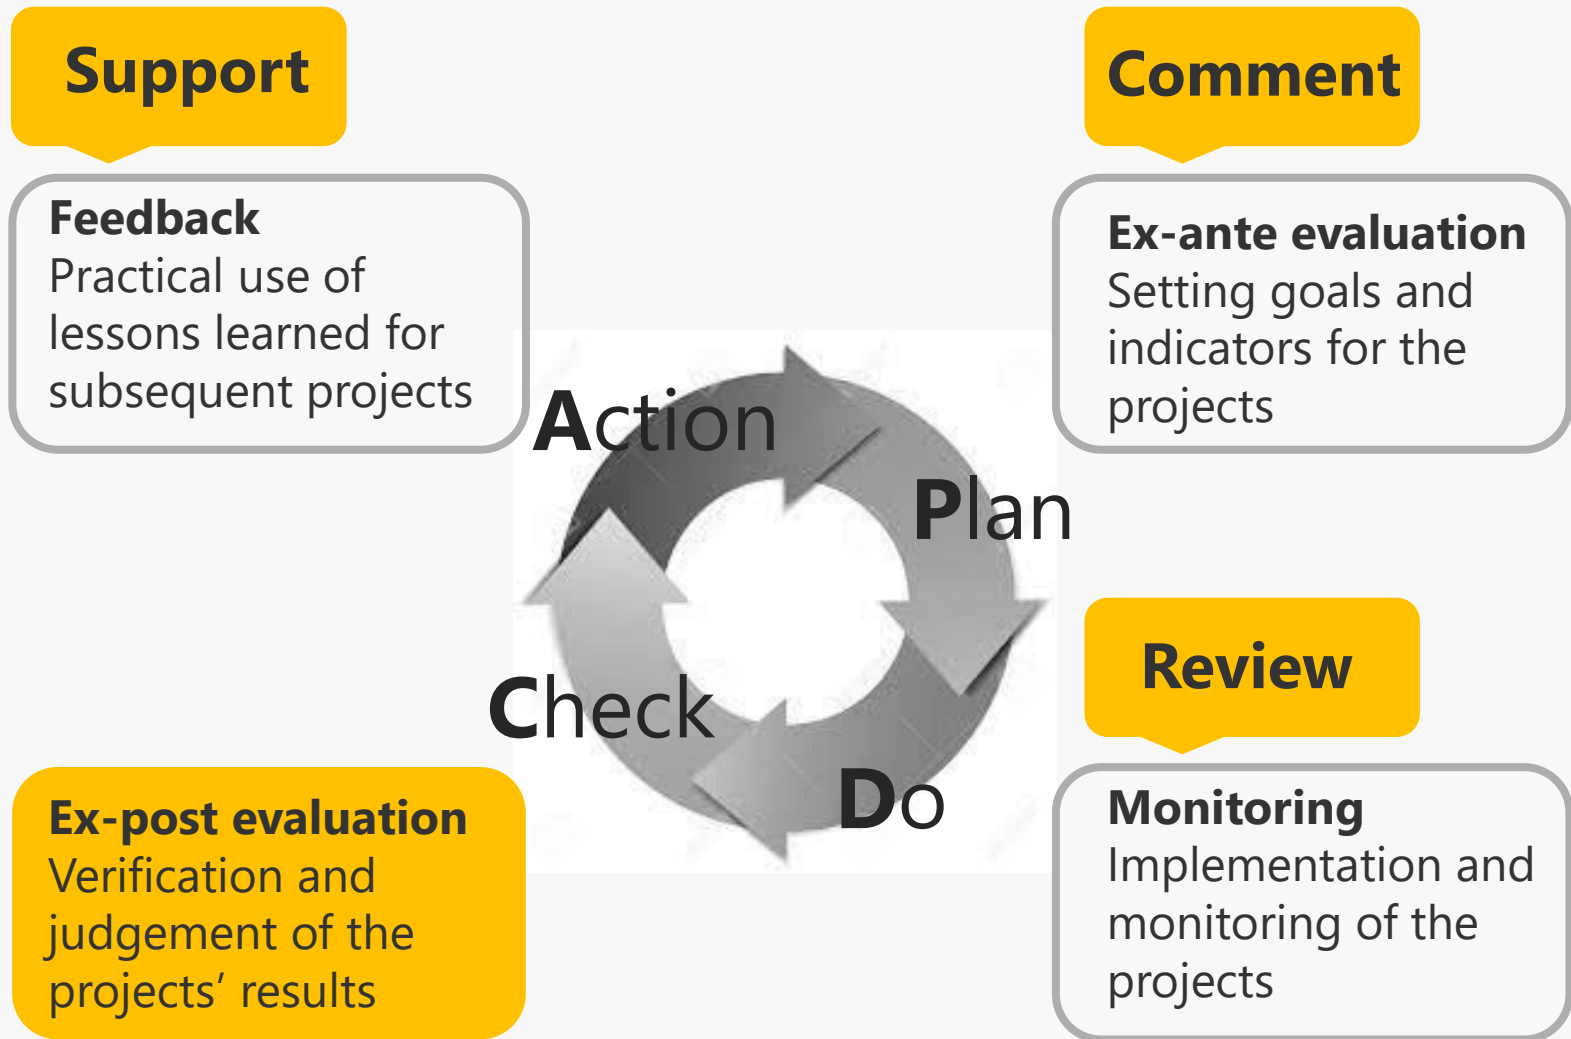 Support
Feedback
Practical use of
lessons learned for
subsequent projects
Comment
Ex-ante evaluation
Setting goals and
indicators for the
projects
Action
Plan
Check
Do
Review
Monitoring
Implementation and
monitoring of the
projects
Ex-post evaluation
Verification and
judgement of the
projects’ results